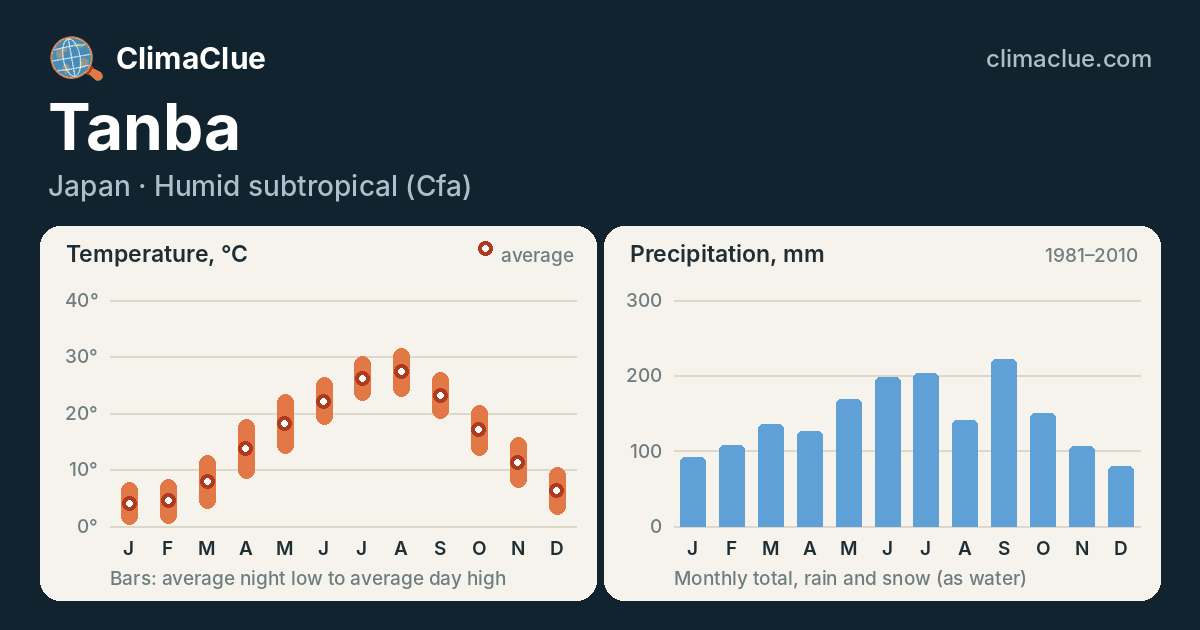 ClimaClue
climaclue.com
Tanba
Japan · Humid subtropical (Cfa)
Temperature, °C
average
40°
30°
20°
10°
0°
J F M A M J J A S O N D
Bars: average night low to average day high
Precipitation, mm
1981–2010
300
200
100
0
J F M A M J J A S O N D
Monthly total, rain and snow (as water)